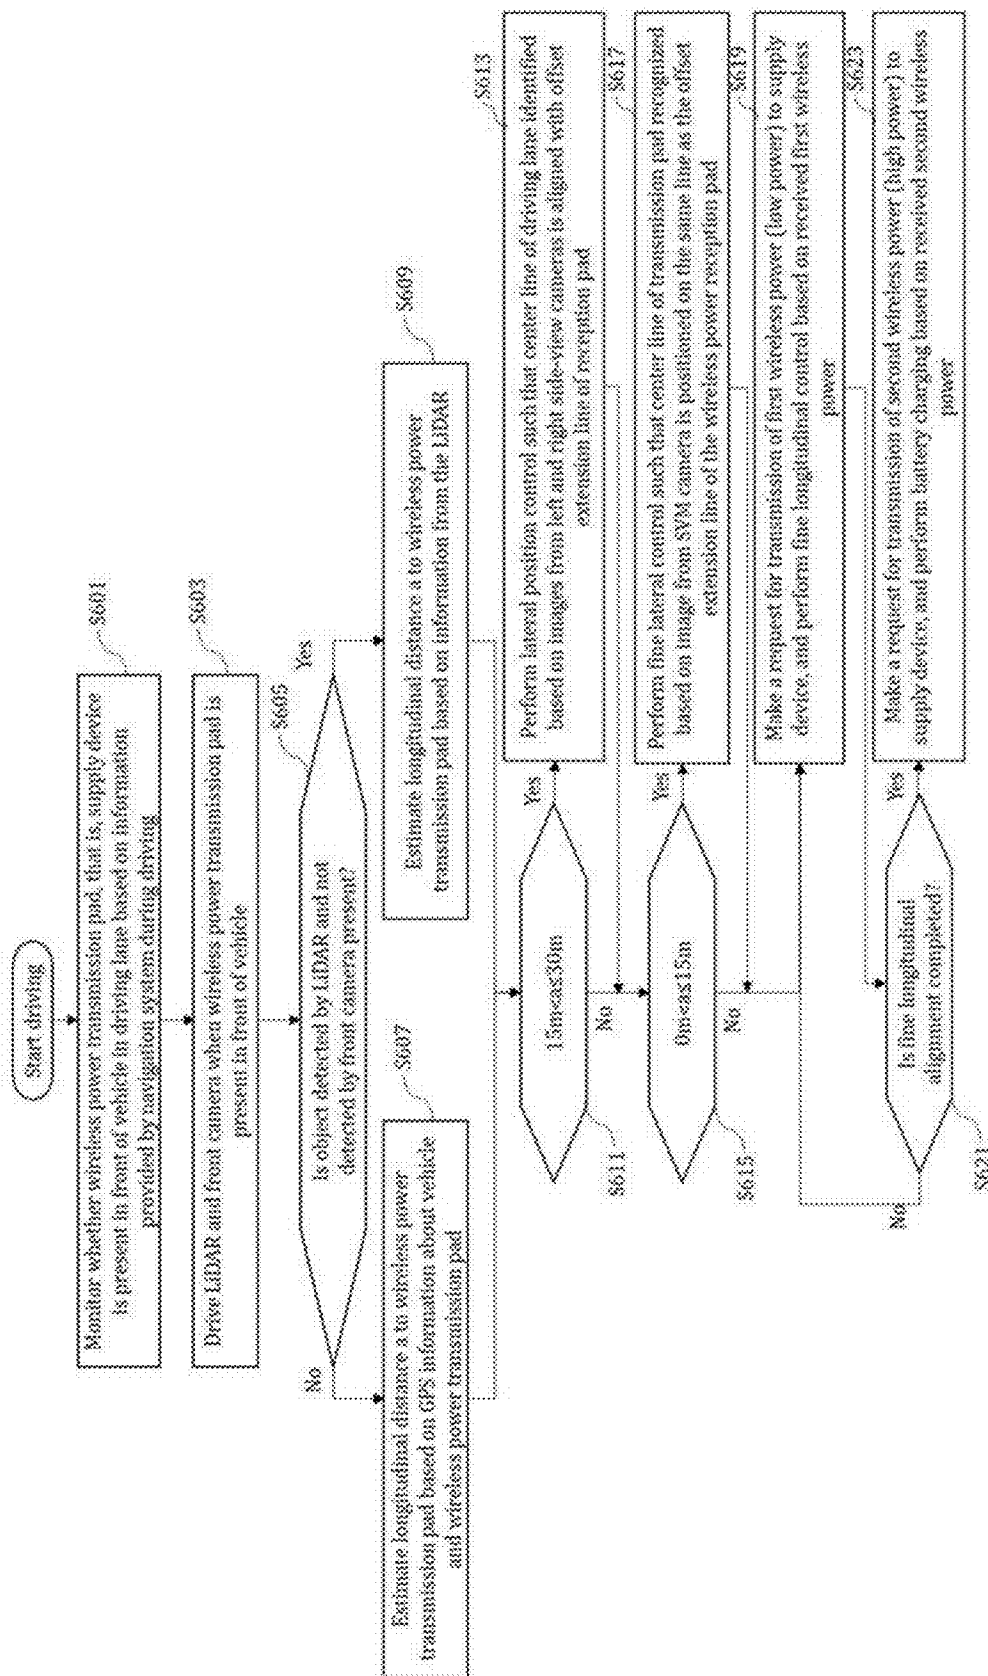 Start driving
S601
Monitor whether wireless power transmission pad, that is, supply device
is present in front of vehicle in driving lane based on information
provided by navigation system during driving
S603
Drive LiDAR and front camera when wireless power transmission pad is
present in front of vehicle
S605
Is object detected by LiDAR and not
detected by front camera present?
No
Yes
S607
Estimate longitudinal distance a to wireless power
transmission pad based on GPS information about vehicle
and wireless power transmission pad
S609
Estimate longitudinal distance a to wireless power
transmission pad based on information from the LiDAR
S611
15m<a≤30m
Yes
No
S613
Perform lateral position control such that center line of driving lane identified
based on images from left and right side-view cameras is aligned with offset
extension line of reception pad
S615
0m<a≤15m
Yes
No
S617
Perform fine lateral control such that center line of transmission pad recognized
based on image from SVM camera is positioned on the same line as the offset
extension line of the wireless power reception pad
S619
Make a request for transmission of first wireless power (low power) to supply
device, and perform fine longitudinal control based on received first wireless
power
S621
Is fine longitudinal
alignment completed?
Yes
No
S623
Make a request for transmission of second wireless power (high power) to
supply device, and perform battery charging based on received second wireless
power